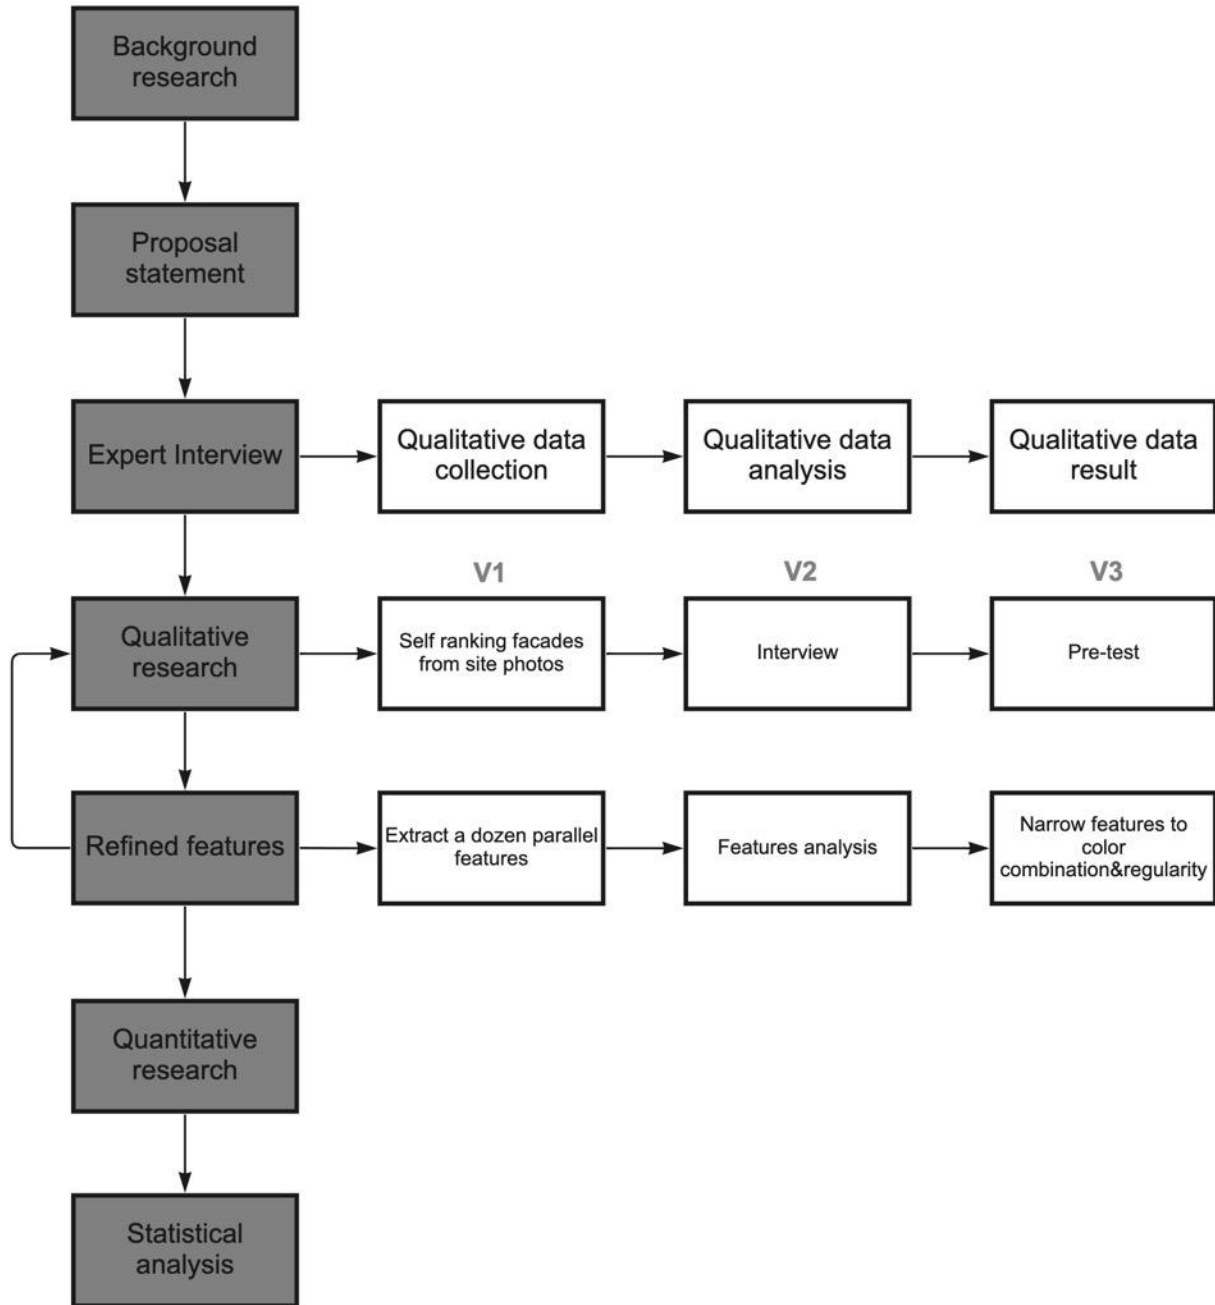 Background
research
Proposal
statement
Expert Interview
Qualitative data
collection
Qualitative data
analysis
Qualitative data
result
V1
V2
V3
Qualitative
research
Self ranking facades
from site photos
Interview
Pre-test
Refined features
Extract a dozen parallel
features
Features analysis
Narrow features to
color
combination&regularity
Quantitative
research
Statistical
analysis